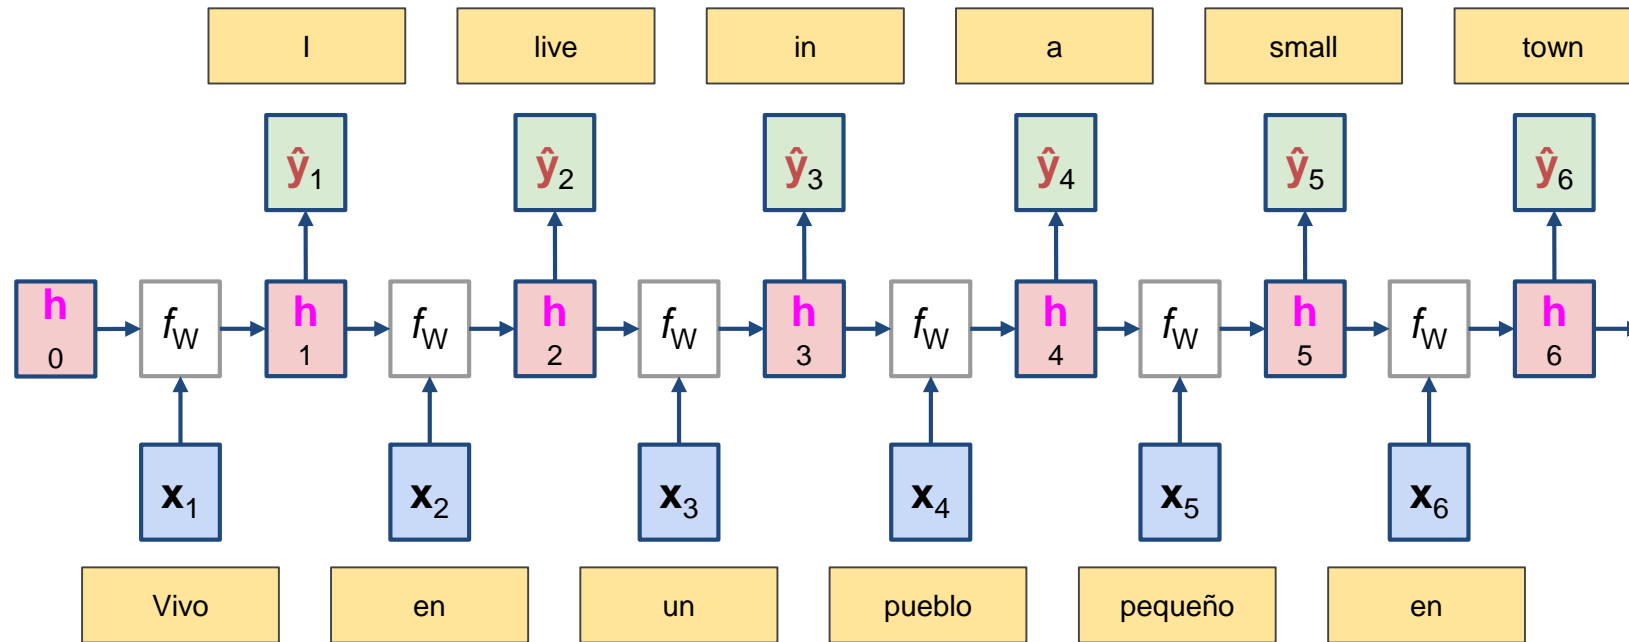 I live in a small town
ŷ1 ŷ2 ŷ3 ŷ4 ŷ5 ŷ6
h fW h fW h fW h fW h fW h fW h
0 1 2 3 4 5 6
x1 x2 x3 x4 x5 x6
Vivo en un pueblo pequeño en